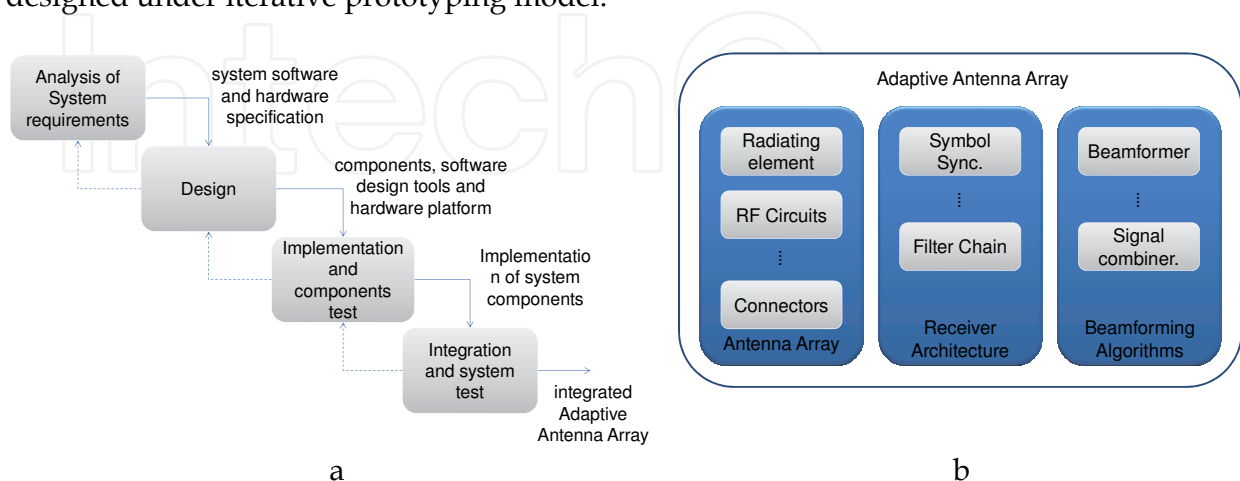 designed under iterative prototyping model.
InTech
Analysis of
System
requirements
system software
and hardware
specification
Design
components, software
design tools and
hardware platform
Implementation
and
components
test
Implementatio
n of system
components
Integration
and system
test
integrated
Adaptive
Antenna Array
a
Adaptive Antenna Array
Radiating
element
RF Circuits
Connectors
Antenna Array
Symbol
Sync.
Filter Chain
Receiver
Architecture
Beamformer
Signal
combiner.
Beamforming
Algorithms
b